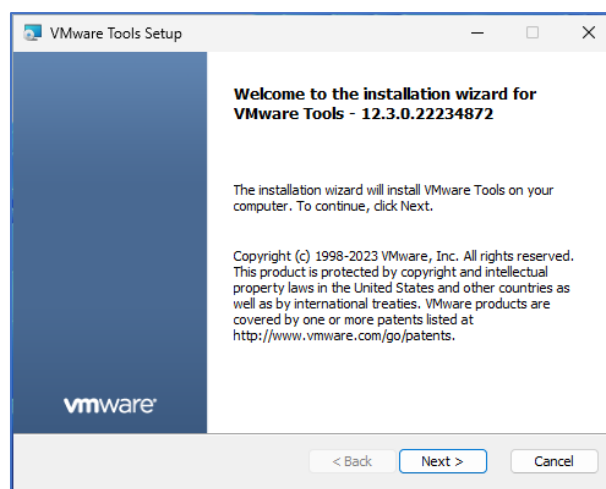 VMware Tools Setup
Welcome to the installation wizard for
VMware Tools - 12.3.0.22234872
The installation wizard will install VMware Tools on your
computer. To continue, click Next.
Copyright (c) 1998-2023 VMware, Inc. All rights reserved.
This product is protected by copyright and intellectual
property laws in the United States and other countries as
well as by international treaties. VMware products are
covered by one or more patents listed at
http://www.vmware.com/go/patents.
vmware®
< Back Next > Cancel